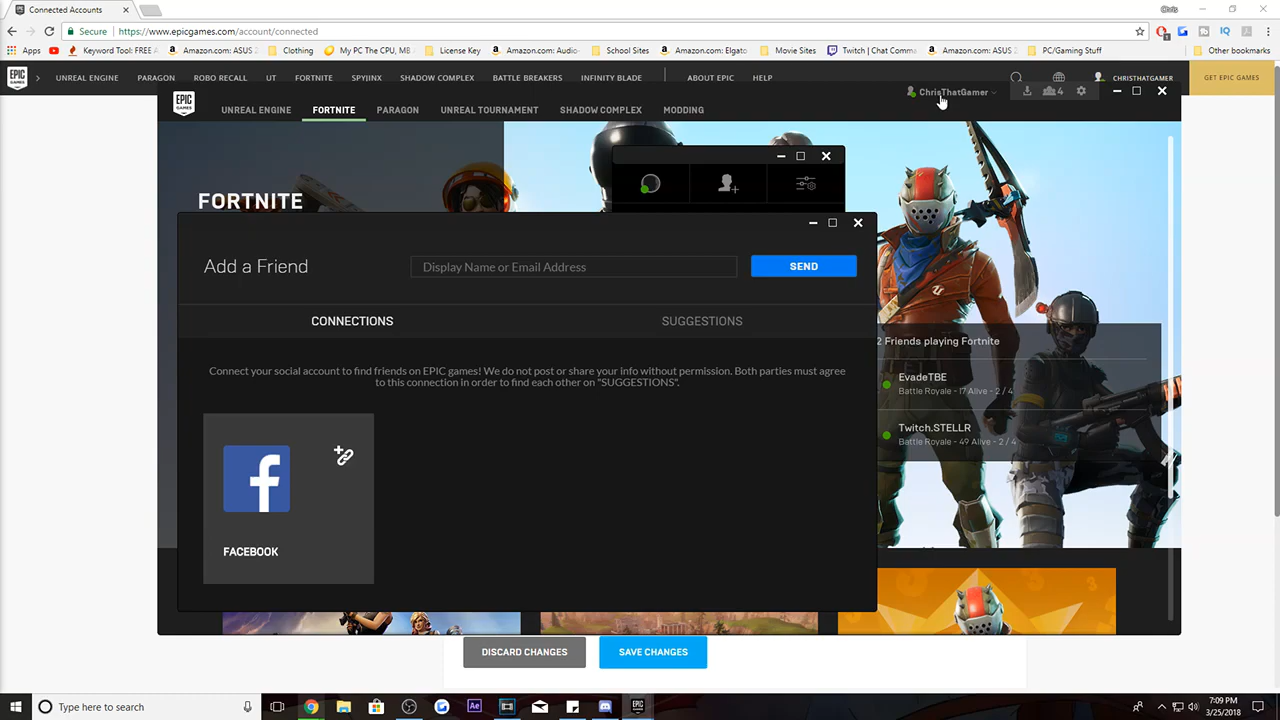 Connected Accounts
Chris
Secure
https://www.epicgames.com/account/connected
Apps
Keyword Tool: FREE
Amazon.com: ASUS
Clothing
My PC The CPU, MB
License Key
Amazon.com: Audio
School Sites
Amazon.com: Elgato
Movie Sites
Twitch | Chat Comma
Amazon.com: ASUS
PC/Gaming Stuff
Other bookmarks
EPIC GAMES
UNREAL ENGINE
PARAGON
ROBO RECALL
UT
FORTNITE
SPYJINX
SHADOW COMPLEX
BATTLE BREAKERS
INFINITY BLADE
ABOUT EPIC
HELP
CHRISTHATGAMER
GET EPIC GAMES
EPIC GAMES
UNREAL ENGINE
FORTNITE
PARAGON
UNREAL TOURNAMENT
SHADOW COMPLEX
MODDING
ChrisThatGamer
4
FORTNITE
Add a Friend
Display Name or Email Address
SEND
CONNECTIONS
SUGGESTIONS
Connect your social account to find friends on EPIC games! We do not post or share your info without permission. Both parties must agree
to this connection in order to find each other on "SUGGESTIONS".
FACEBOOK
2 Friends playing Fortnite
EvadeTBE
Battle Royale - 17 Alive - 2 / 4
Twitch.STELLR
Battle Royale - 49 Alive - 2 / 4
DISCARD CHANGES
SAVE CHANGES
Type here to search
7:09 PM
3/25/2018